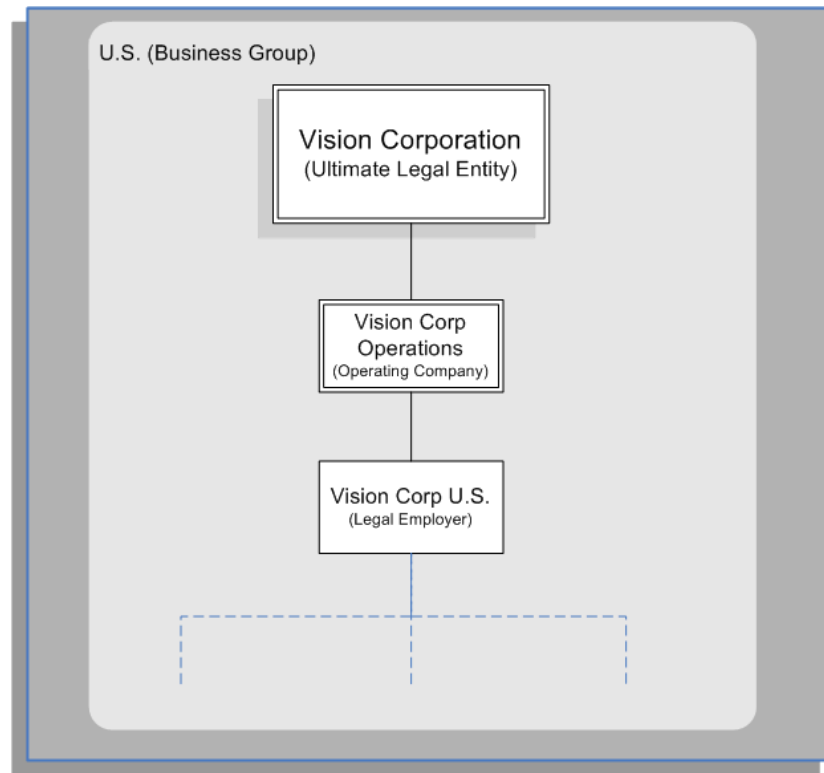 U.S. (Business Group)
Vision Corporation
(Ultimate Legal Entity)
Vision Corp
Operations
(Operating Company)
Vision Corp U.S.
(Legal Employer)